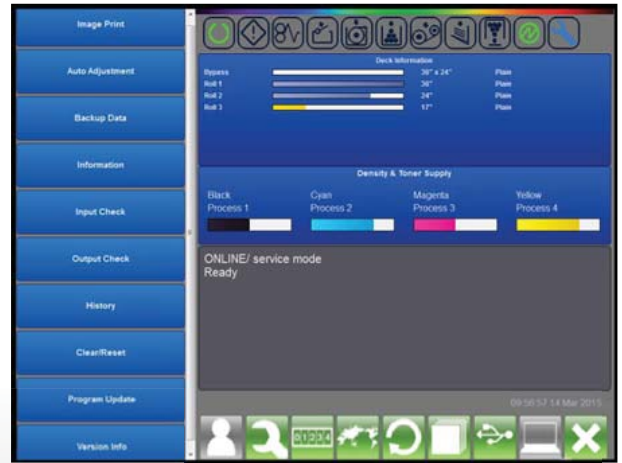 Image Print
Auto Adjustment
Backup Data
Information
Input Check
Output Check
History
Clear/Reset
Program Update
Version Info
Deck Information
Bypass 30" x 24" Plain
Roll 1 36" Plain
Roll 2 24" Plain
Roll 3 17"
Density & Toner Supply
Black Cyan Magenta Yellow
Process 1 Process 2 Process 3 Process 4
ONLINE/ service mode
Ready
09:56:57 14 Mar 2015
01234